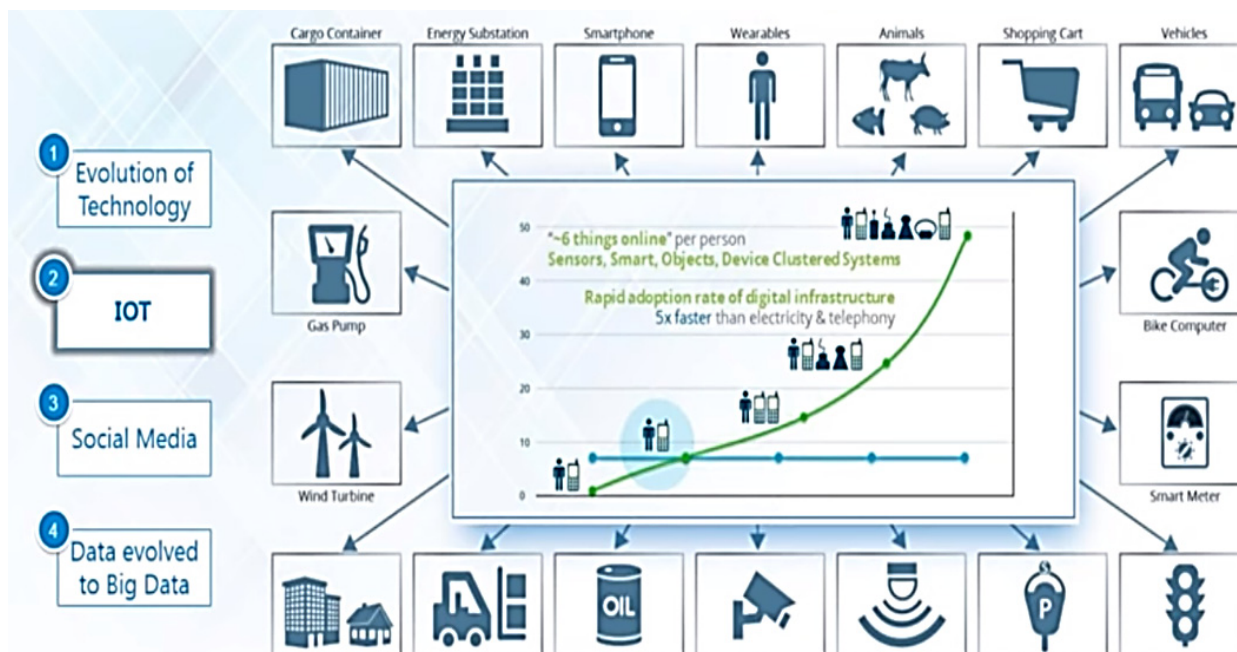 Cargo Container
Energy Substation
Smartphone
Wearables
Animals
Shopping Cart
Vehicles
1
Evolution of
Technology
2
IOT
3
Social Media
4
Data evolved
to Big Data
Gas Pump
Wind Turbine
50
40
30
20
10
0
"~6 things online" per person
Sensors, Smart, Objects, Device Clustered Systems
Rapid adoption rate of digital infrastructure
5x faster than electricity & telephony
Bike Computer
Smart Meter
OIL
$
P